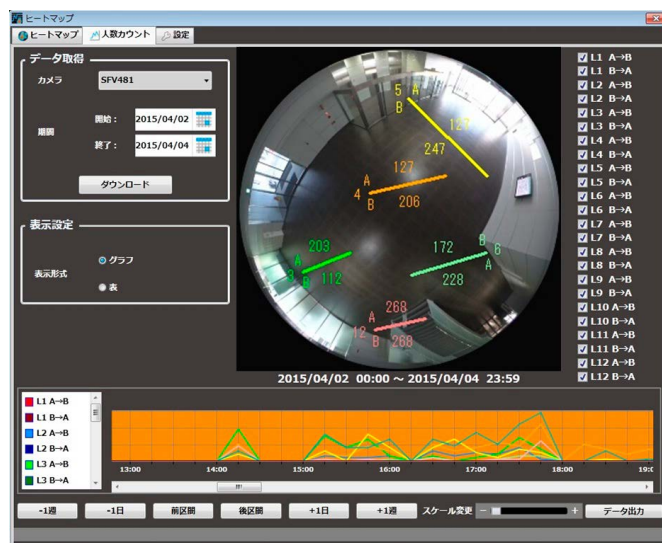 ヒートマップ
ヒートマップ 人数カウント 設定
データ取得
カメラ SFV481
期間
開始： 2015/04/02
終了： 2015/04/04
ダウンロード
表示設定
表示形式
グラフ
表
5 A
B
127
247
127
A
4 B 206
203
A
3 B 112
172 B 6
A
228
268
A
12 B 268
2015/04/02 00:00 ～ 2015/04/04 23:59
L1 A→B
L1 B→A
L2 A→B
L2 B→A
L3 A→B
L3 B→A
L4 A→B
L4 B→A
L5 A→B
L5 B→A
L6 A→B
L6 B→A
L7 A→B
L7 B→A
L8 A→B
L8 B→A
L9 A→B
L9 B→A
L10 A→B
L10 B→A
L11 A→B
L11 B→A
L12 A→B
L12 B→A
L1 A→B
L1 B→A
L2 A→B
L2 B→A
L3 A→B
L3 B→A
13:00 14:00 15:00 16:00 17:00 18:00
-1週 -1日 前区間 後区間 +1日 +1週 スケール変更 - + データ出力